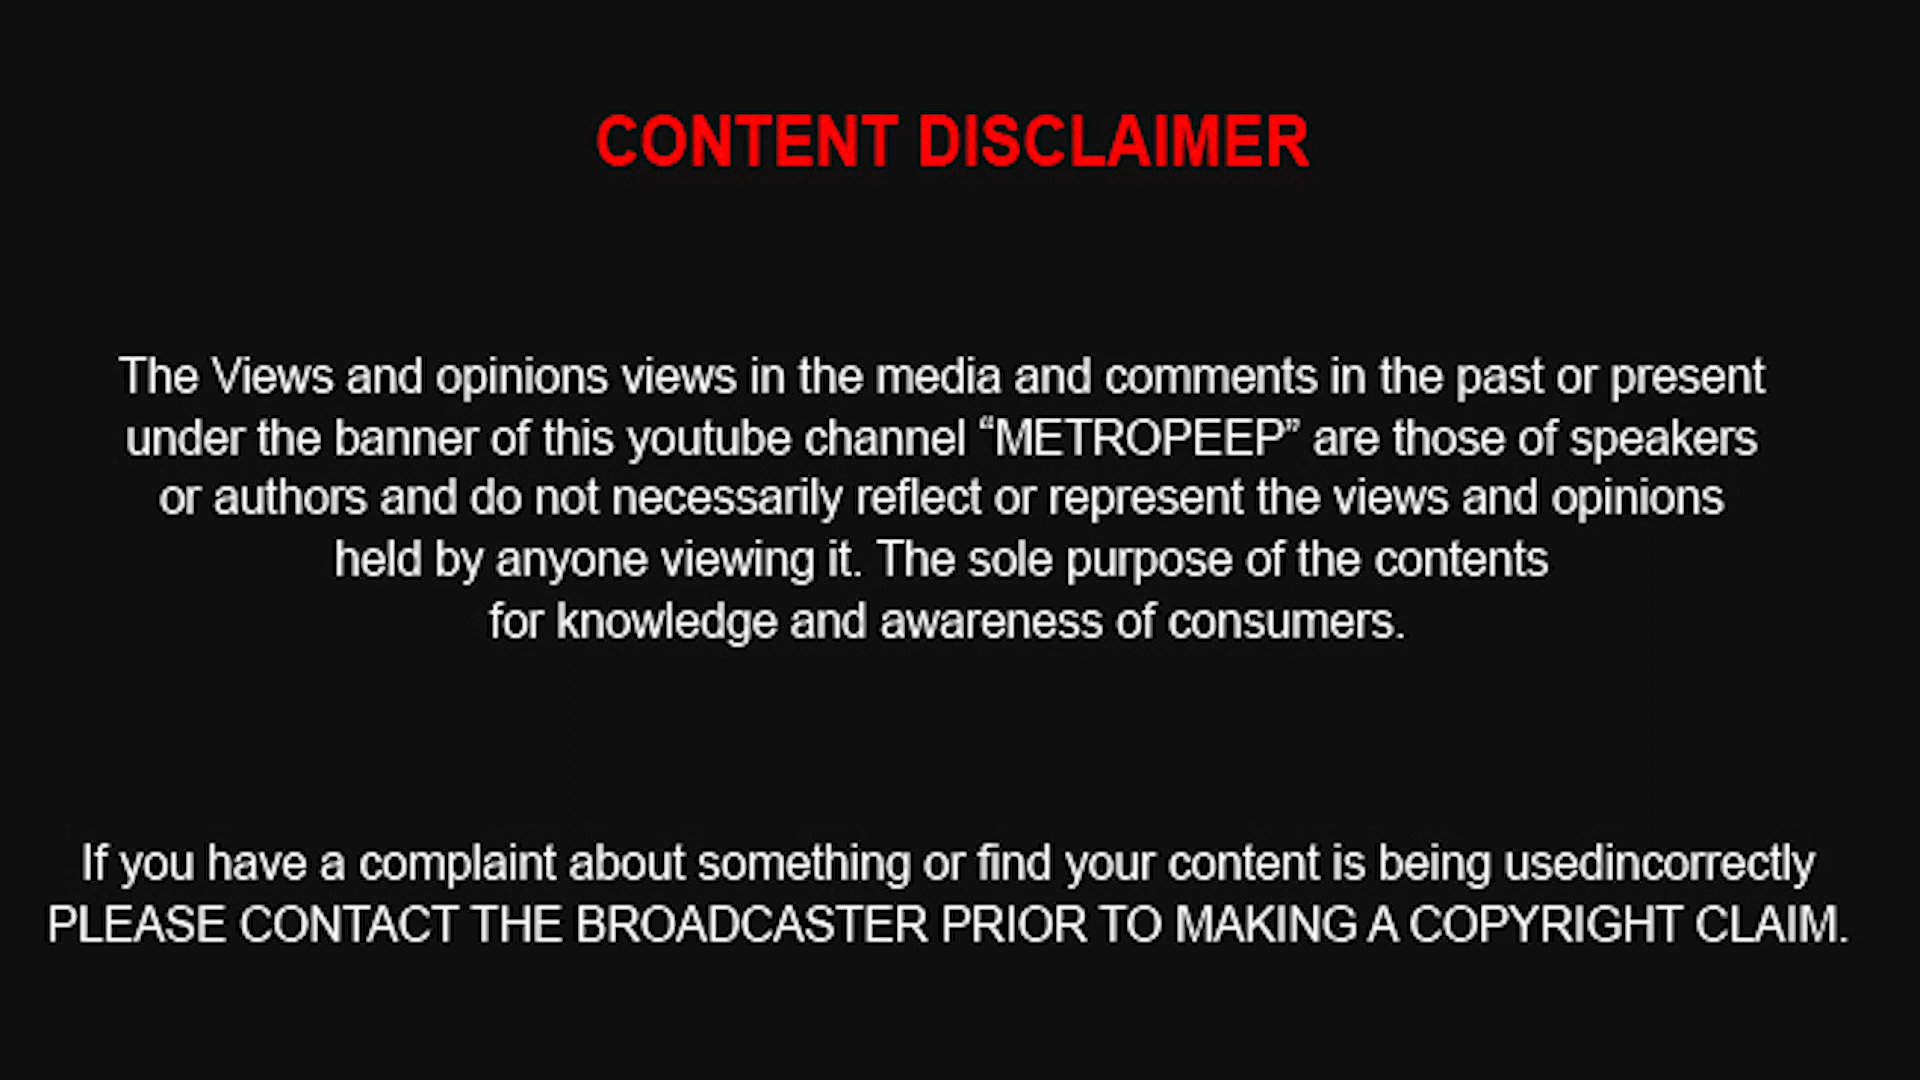 CONTENT DISCLAIMER
The Views and opinions views in the media and comments in the past or present
under the banner of this youtube channel “METROPEEP” are those of speakers
or authors and do not necessarily reflect or represent the views and opinions
held by anyone viewing it. The sole purpose of the contents
for knowledge and awareness of consumers.
If you have a complaint about something or find your content is being usedincorrectly
PLEASE CONTACT THE BROADCASTER PRIOR TO MAKING A COPYRIGHT CLAIM.